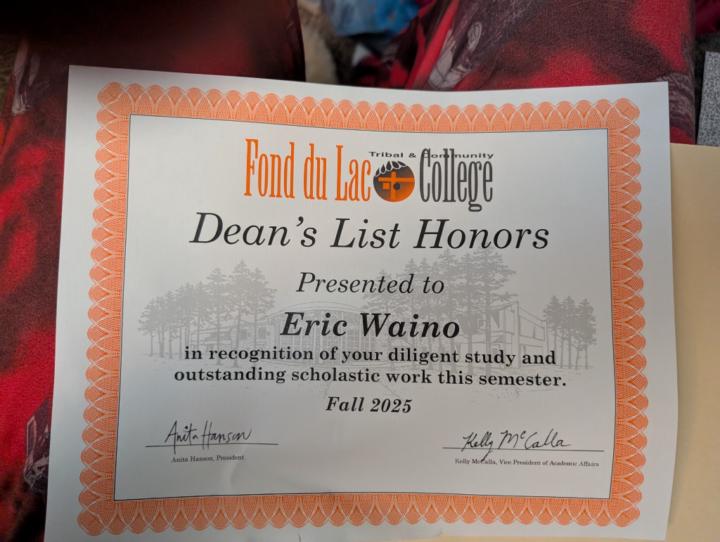 Tribal & Community
Fond du Lac College
Dean's List Honors
Presented to
Eric Waino
in recognition of your diligent study and
outstanding scholastic work this semester.
Fall 2025
Anita Hanson Kelly McCalla
Anita Hanson, President Kelly McCalla, Vice President of Academic Affairs